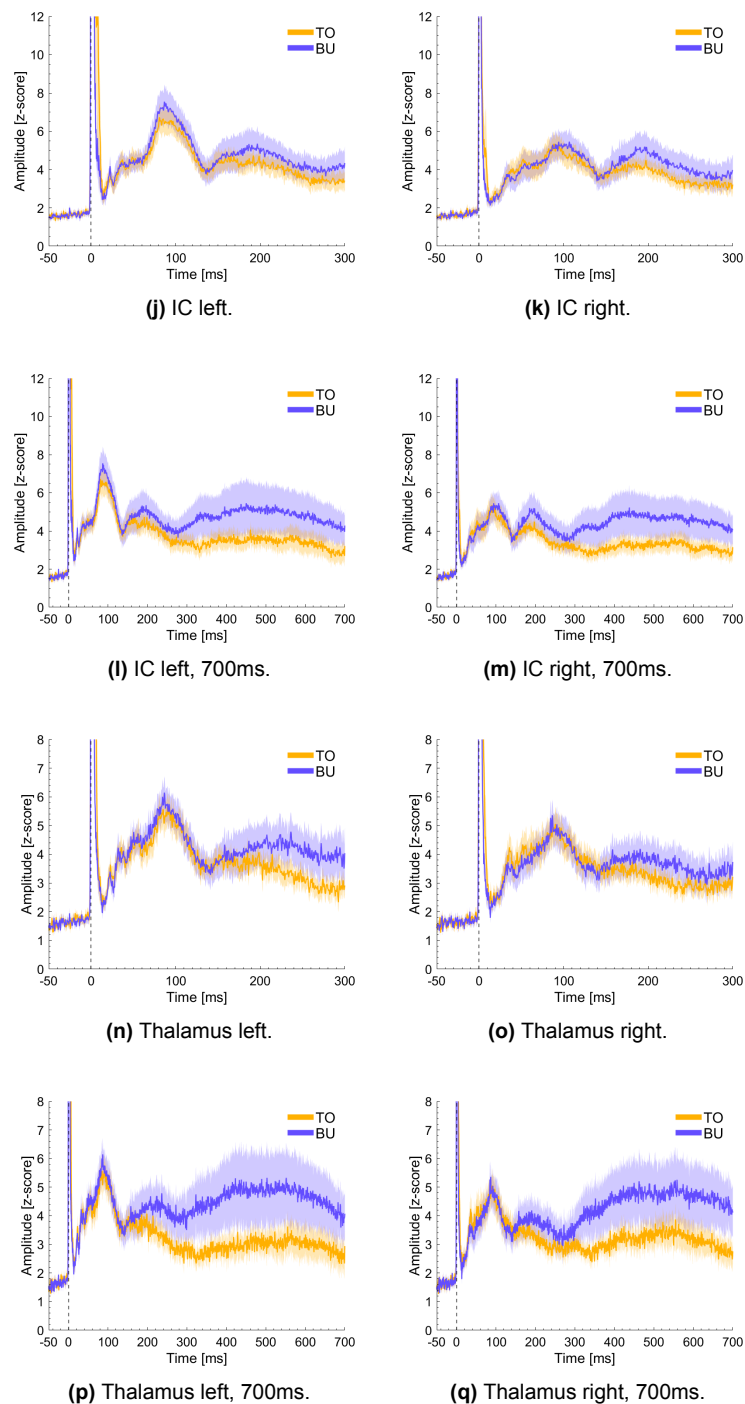 12
10
8
6
4
2
0
Amplitude [z-score]
-50 0 100 200 300
Time [ms]
TO
BU
(j) IC left.
12
10
8
6
4
2
0
Amplitude [z-score]
-50 0 100 200 300
Time [ms]
TO
BU
(k) IC right.
12
10
8
6
4
2
0
Amplitude [z-score]
-50 0 100 200 300 400 500 600 700
Time [ms]
TO
BU
(l) IC left, 700ms.
12
10
8
6
4
2
0
Amplitude [z-score]
-50 0 100 200 300 400 500 600 700
Time [ms]
TO
BU
(m) IC right, 700ms.
8
7
6
5
4
3
2
1
0
Amplitude [z-score]
-50 0 100 200 300
Time [ms]
TO
BU
(n) Thalamus left.
8
7
6
5
4
3
2
1
0
Amplitude [z-score]
-50 0 100 200 300
Time [ms]
TO
BU
(o) Thalamus right.
8
7
6
5
4
3
2
1
0
Amplitude [z-score]
-50 0 100 200 300 400 500 600 700
Time [ms]
TO
BU
(p) Thalamus left, 700ms.
8
7
6
5
4
3
2
1
0
Amplitude [z-score]
-50 0 100 200 300 400 500 600 700
Time [ms]
TO
BU
(q) Thalamus right, 700ms.